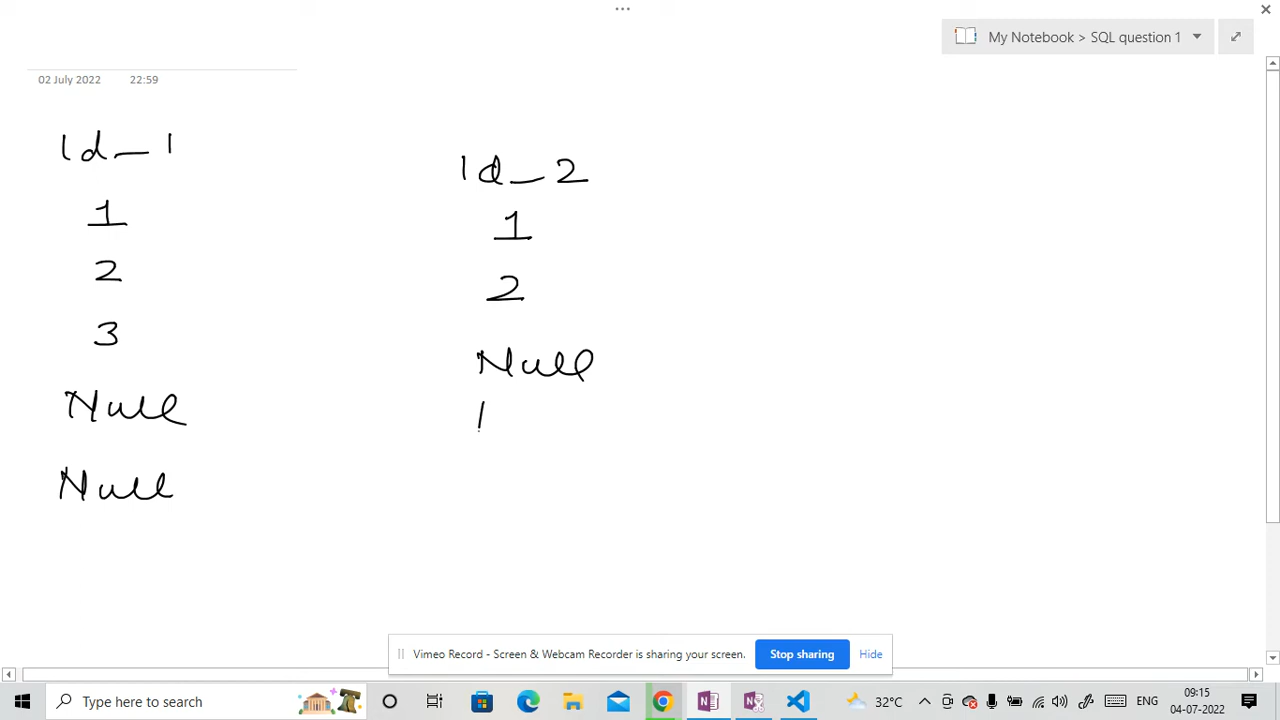 My Notebook > SQL question 1
02 July 2022 22:59
Id_1
1
2
3
Null
Null
Id_2
1
2
Null
Vimeo Record - Screen & Webcam Recorder is sharing your screen. Stop sharing Hide
Type here to search
32°C ENG 09:15
04-07-2022